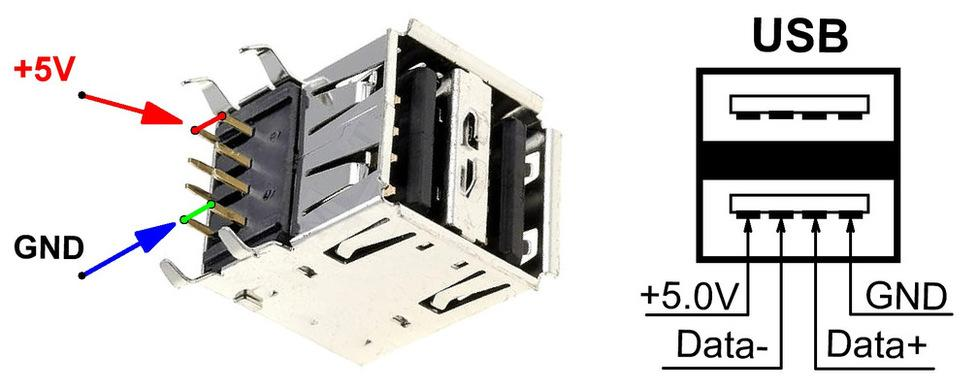 +5V
GND
USB
+5.0V
GND
Data-
Data+